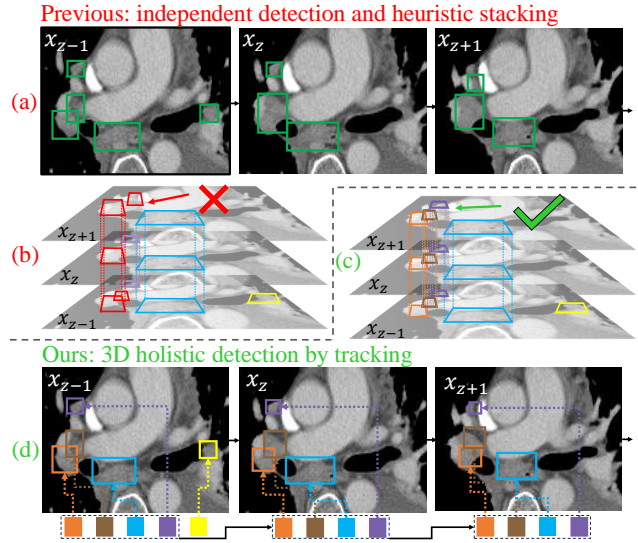 Previous: independent detection and heuristic stacking
(a)
x_{z-1}
x_z
x_{z+1}
(b)
x_{z+1}
x_z
x_{z-1}
(c)
x_{z+1}
x_z
x_{z-1}
Ours: 3D holistic detection by tracking
(d)
x_{z-1}
x_z
x_{z+1}